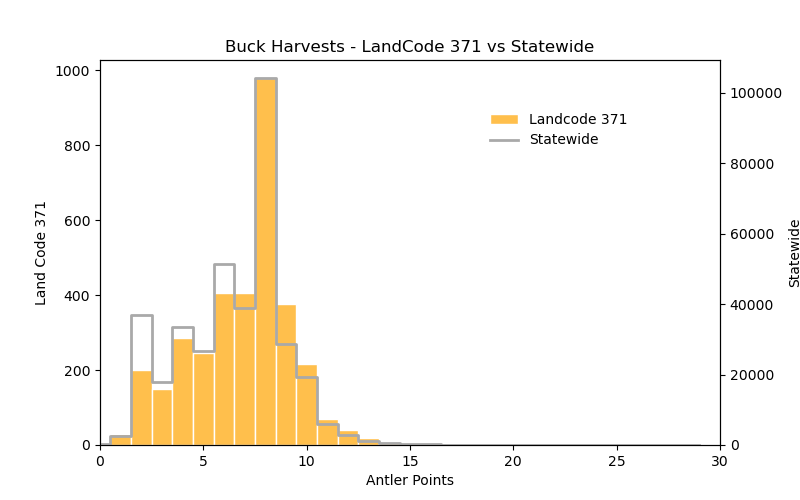 Buck Harvests - LandCode 371 vs Statewide
1000
800
600
400
200
0
Land Code 371
Landcode 371
Statewide
100000
80000
60000
40000
20000
0
Statewide
0 5 10 15 20 25 30
Antler Points